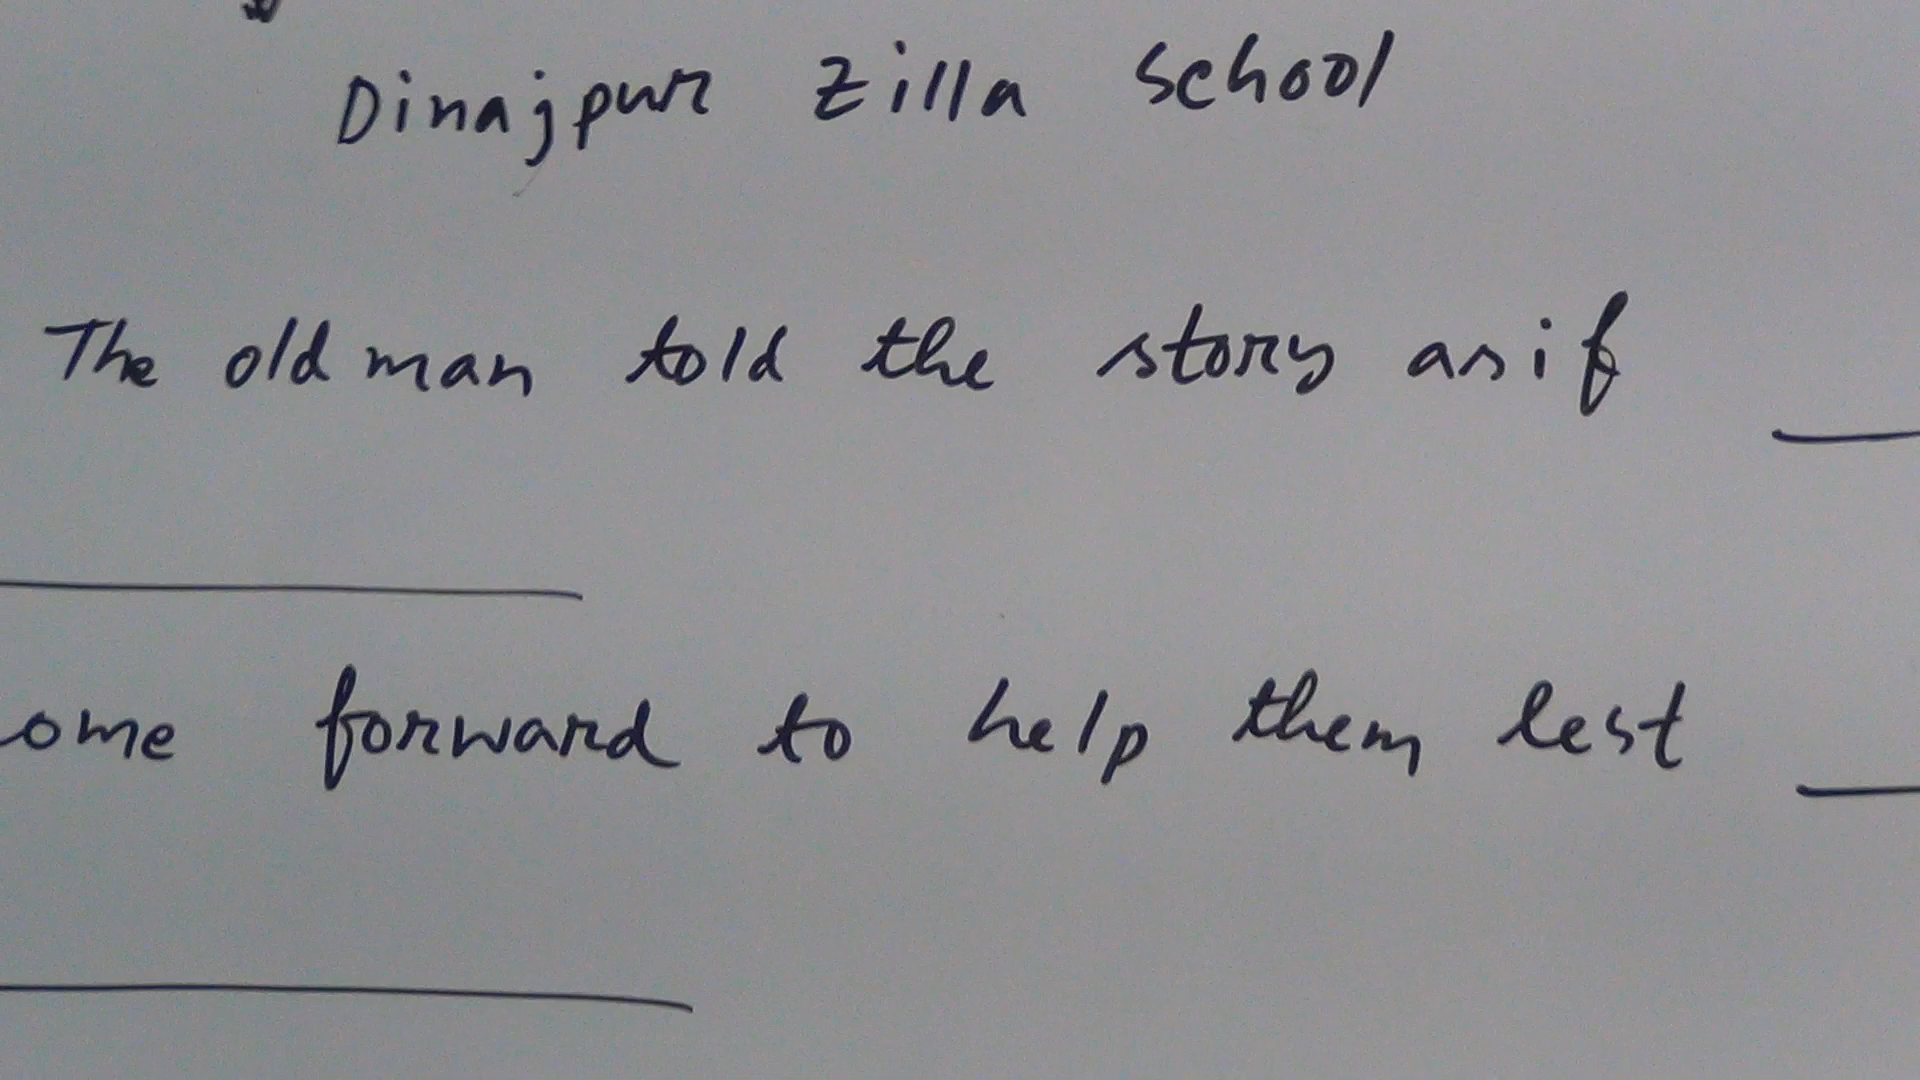 Dinajpur Zilla School
The old man told the story as if
ome forward to help them lest